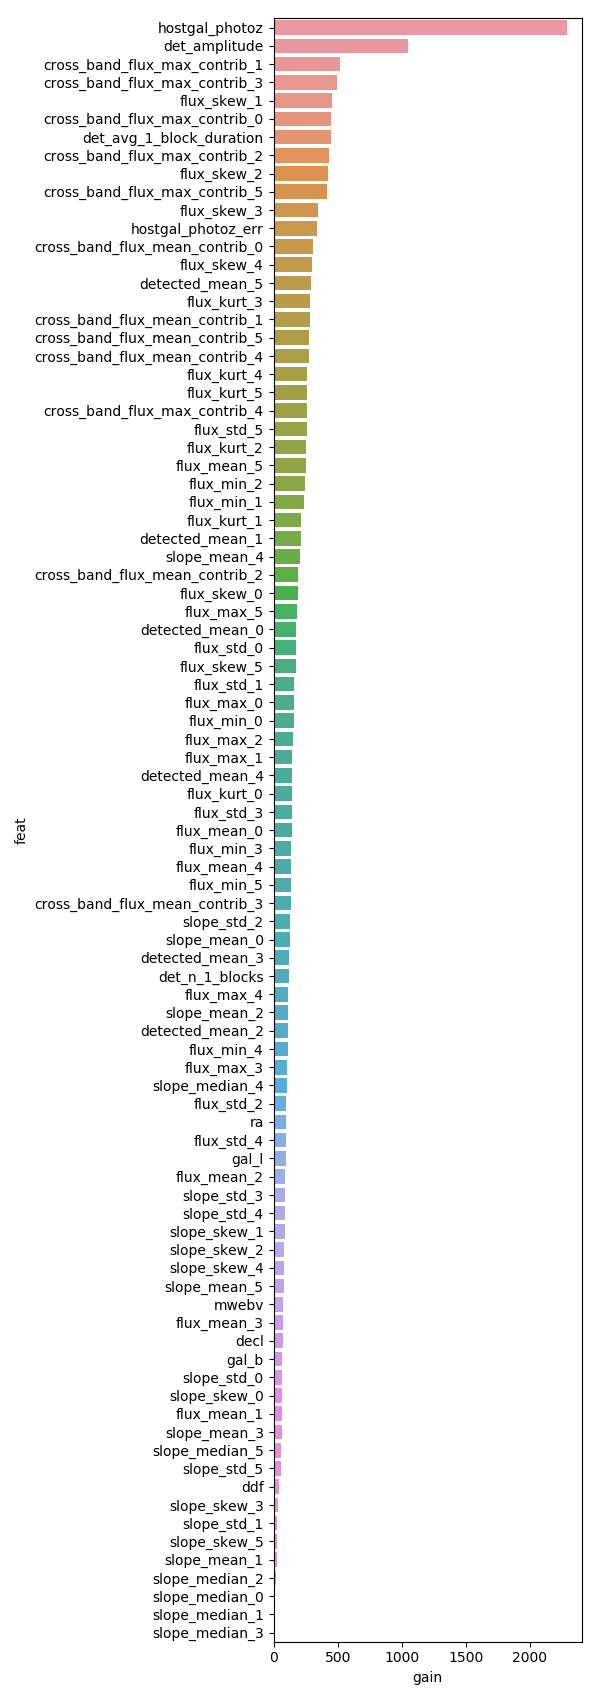 hostgal_photoz
det_amplitude
cross_band_flux_max_contrib_1
cross_band_flux_max_contrib_3
flux_skew_1
cross_band_flux_max_contrib_0
det_avg_1_block_duration
cross_band_flux_max_contrib_2
flux_skew_2
cross_band_flux_max_contrib_5
flux_skew_3
hostgal_photoz_err
cross_band_flux_mean_contrib_0
flux_skew_4
detected_mean_5
flux_kurt_3
cross_band_flux_mean_contrib_1
cross_band_flux_mean_contrib_5
cross_band_flux_mean_contrib_4
flux_kurt_4
flux_kurt_5
cross_band_flux_max_contrib_4
flux_std_5
flux_kurt_2
flux_mean_5
flux_min_2
flux_min_1
flux_kurt_1
detected_mean_1
slope_mean_4
cross_band_flux_mean_contrib_2
flux_skew_0
flux_max_5
detected_mean_0
flux_std_0
flux_skew_5
flux_std_1
flux_max_0
flux_min_0
flux_max_2
flux_max_1
detected_mean_4
flux_kurt_0
flux_std_3
flux_mean_0
flux_min_3
flux_mean_4
flux_min_5
cross_band_flux_mean_contrib_3
slope_std_2
slope_mean_0
detected_mean_3
det_n_1_blocks
flux_max_4
slope_mean_2
detected_mean_2
flux_min_4
flux_max_3
slope_median_4
flux_std_2
ra
flux_std_4
gal_l
flux_mean_2
slope_std_3
slope_std_4
slope_skew_1
slope_skew_2
slope_skew_4
slope_mean_5
mwebv
flux_mean_3
decl
gal_b
slope_std_0
slope_skew_0
flux_mean_1
slope_mean_3
slope_median_5
slope_std_5
ddf
slope_skew_3
slope_std_1
slope_skew_5
slope_mean_1
slope_median_2
slope_median_0
slope_median_1
slope_median_3
feat
0 500 1000 1500 2000
gain